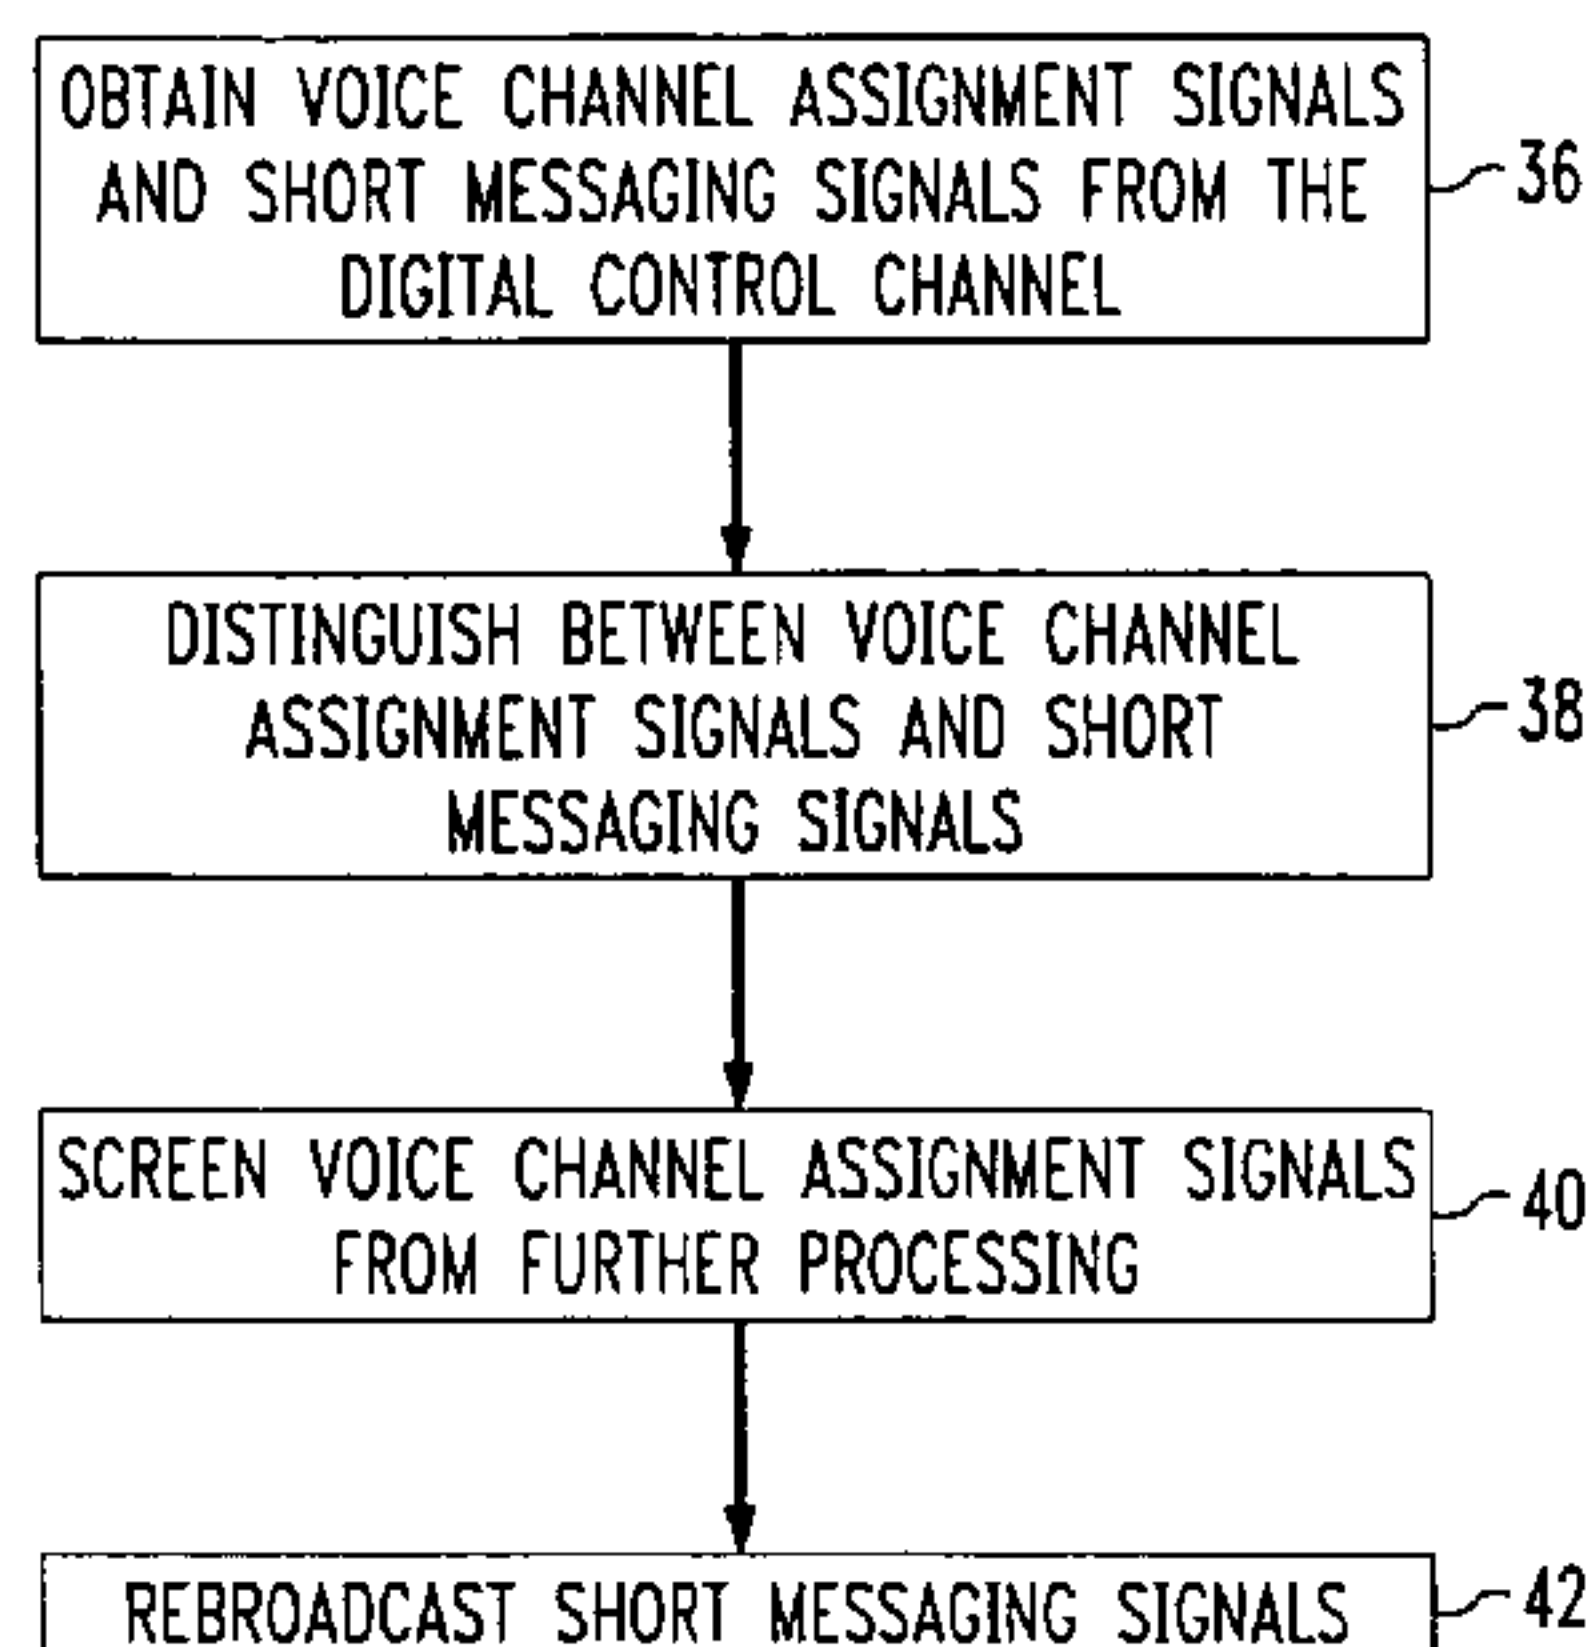 OBTAIN VOICE CHANNEL ASSIGNMENT SIGNALS
AND SHORT MESSAGING SIGNALS FROM THE
DIGITAL CONTROL CHANNEL
36
DISTINGUISH BETWEEN VOICE CHANNEL
ASSIGNMENT SIGNALS AND SHORT
MESSAGING SIGNALS
38
SCREEN VOICE CHANNEL ASSIGNMENT SIGNALS
FROM FURTHER PROCESSING
40
REBROADCAST SHORT MESSAGING SIGNALS
42